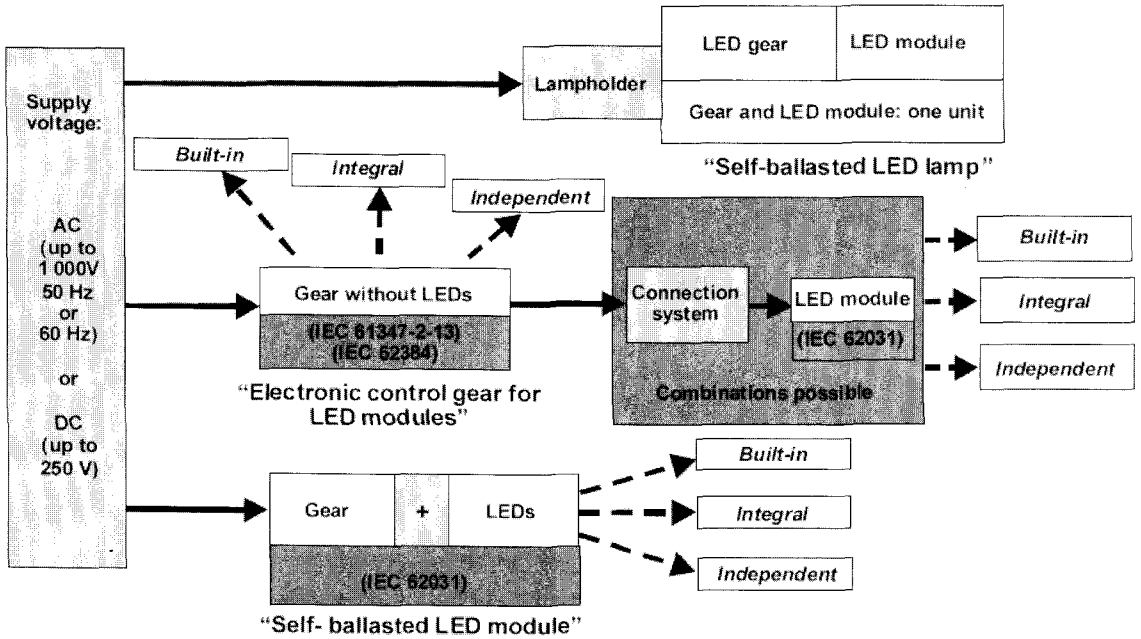 Supply
voltage:
AC
(up to
1 000V
50 Hz
or
60 Hz)
or
DC
(up to
250 V)
Lampholder
LED gear
LED module
Gear and LED module: one unit
“Self-ballasted LED lamp”
Built-in
Integral
Independent
Gear without LEDs
(IEC 61347-2-13)
(IEC 62384)
“Electronic control gear for
LED modules”
Connection
system
LED module
(IEC 62031)
Combinations possible
Built-in
Integral
Independent
Gear
+
LEDs
(IEC 62031)
“Self- ballasted LED module”
Built-in
Integral
Independent